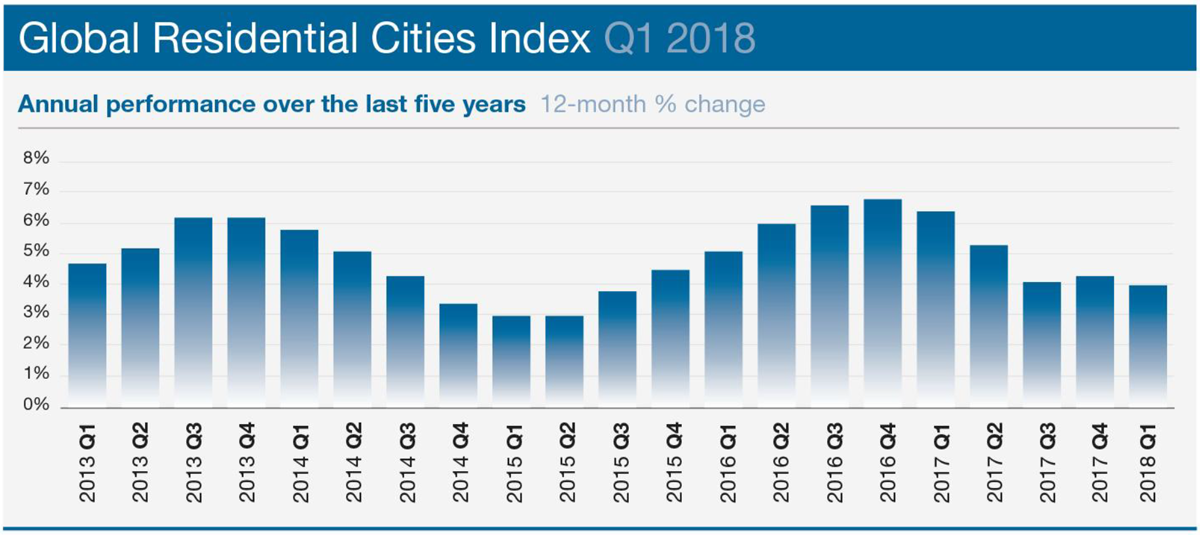 Global Residential Cities Index Q1 2018
Annual performance over the last five years 12-month % change
8%
7%
6%
5%
4%
3%
2%
1%
0%
2013 Q1
2013 Q2
2013 Q3
2013 Q4
2014 Q1
2014 Q2
2014 Q3
2014 Q4
2015 Q1
2015 Q2
2015 Q3
2015 Q4
2016 Q1
2016 Q2
2016 Q3
2016 Q4
2017 Q1
2017 Q2
2017 Q3
2017 Q4
2018 Q1